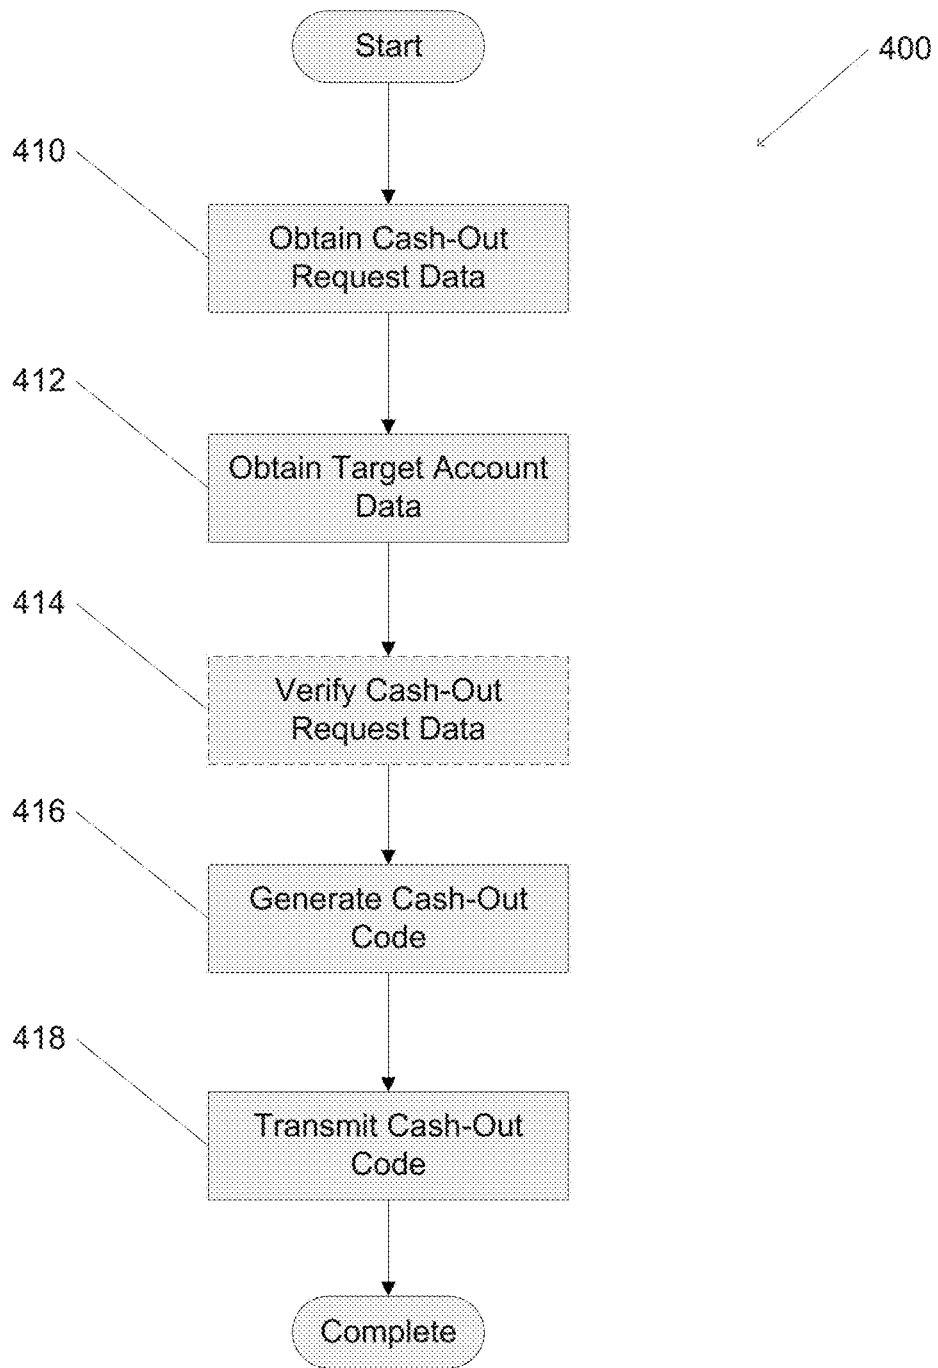 Start
400
410
Obtain Cash-Out
Request Data
412
Obtain Target Account
Data
414
Verify Cash-Out
Request Data
416
Generate Cash-Out
Code
418
Transmit Cash-Out
Code
Complete